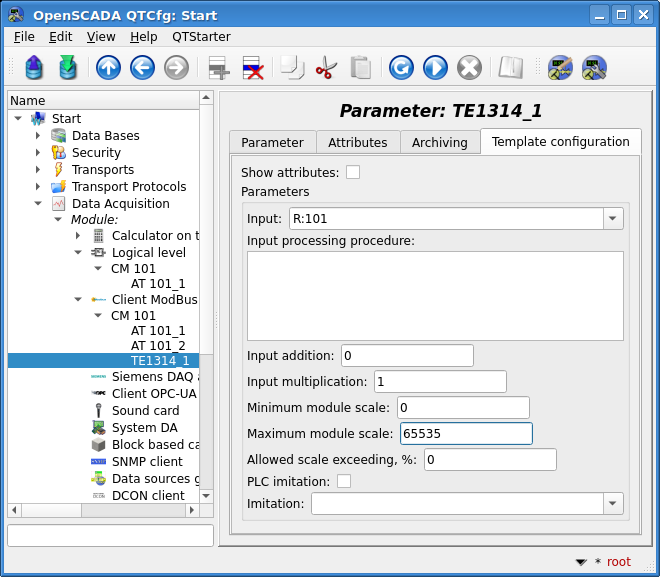 OpenSCADA QTCfg: Start
File Edit View Help QTStarter
Name
Start
Data Bases
Security
Transports
Transport Protocols
Data Acquisition
Module:
Calculator on t
Logical level
CM 101
AT 101_1
Client ModBus
CM 101
AT 101_1
AT 101_2
TE1314_1
Siemens DAQ a
Client OPC-UA
Sound card
System DA
Block based ca
SNMP client
Data sources g
DCON client
Parameter: TE1314_1
Parameter Attributes Archiving Template configuration
Show attributes:
Parameters
Input: R:101
Input processing procedure:
Input addition: 0
Input multiplication: 1
Minimum module scale: 0
Maximum module scale: 65535
Allowed scale exceeding, %: 0
PLC imitation:
Imitation:
* root